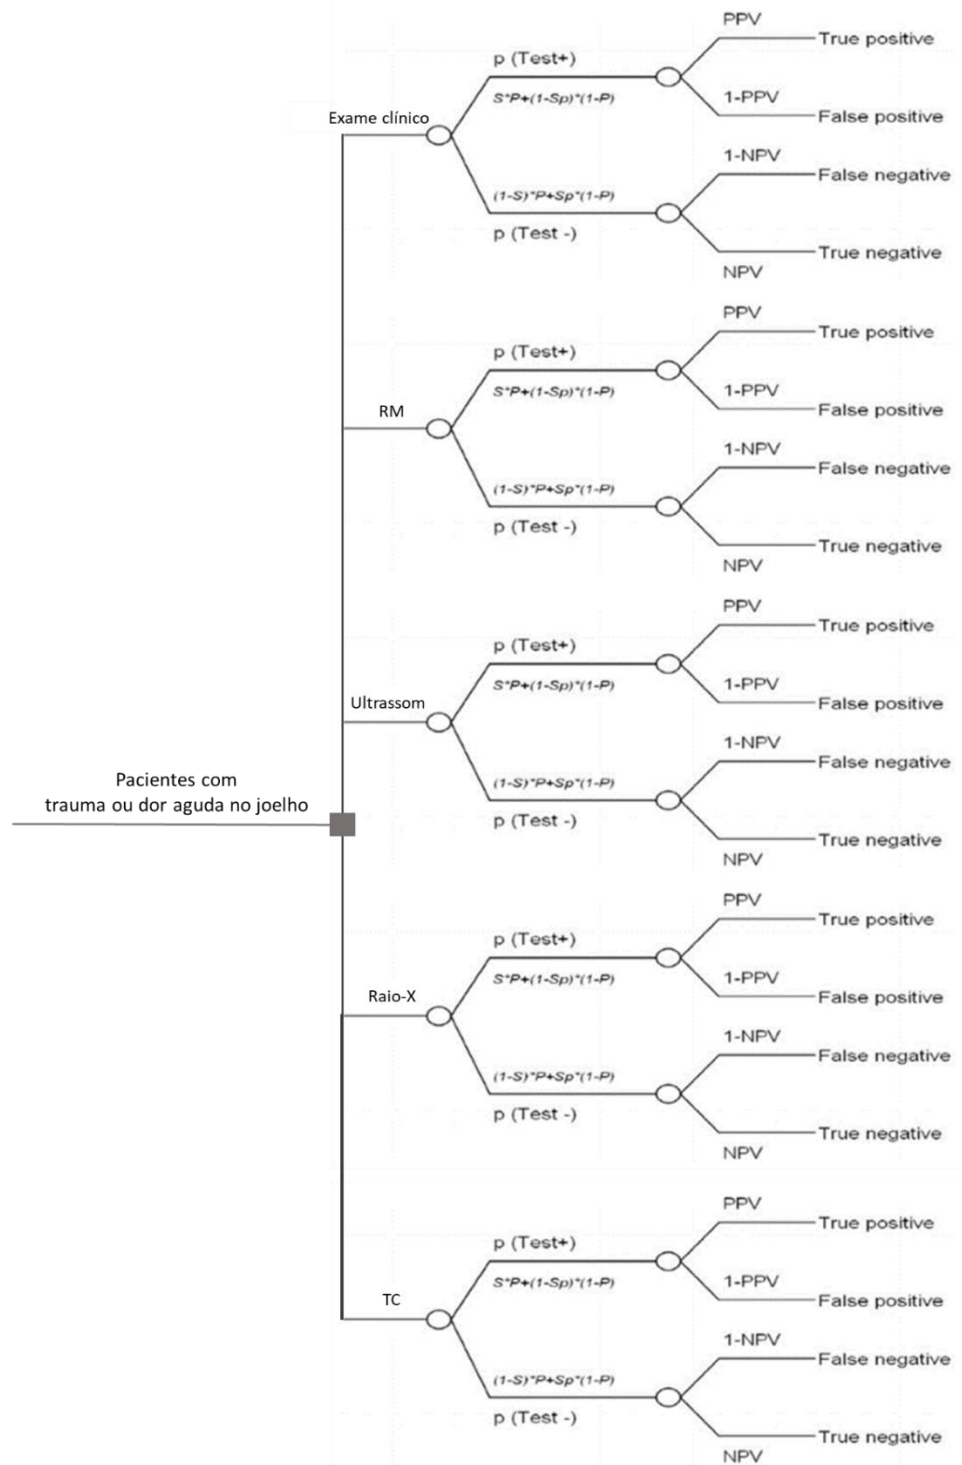 PPV
p (Test+)
True positive
S*P+(1-Sp)*(1-P)
1-PPV
Exame clínico
False positive
1-NPV
(1-S)*P+Sp*(1-P)
False negative
p (Test -)
True negative
NPV
PPV
p (Test+)
True positive
S*P+(1-Sp)*(1-P)
1-PPV
RM
False positive
1-NPV
(1-S)*P+Sp*(1-P)
False negative
p (Test -)
True negative
NPV
PPV
p (Test+)
True positive
S*P+(1-Sp)*(1-P)
1-PPV
Ultrassom
False positive
1-NPV
(1-S)*P+Sp*(1-P)
False negative
Pacientes com
trauma ou dor aguda no joelho
p (Test -)
True negative
NPV
PPV
p (Test+)
True positive
S*P+(1-Sp)*(1-P)
1-PPV
Raio-X
False positive
1-NPV
(1-S)*P+Sp*(1-P)
False negative
p (Test -)
True negative
NPV
PPV
p (Test+)
True positive
S*P+(1-Sp)*(1-P)
1-PPV
TC
False positive
1-NPV
(1-S)*P+Sp*(1-P)
False negative
p (Test -)
True negative
NPV